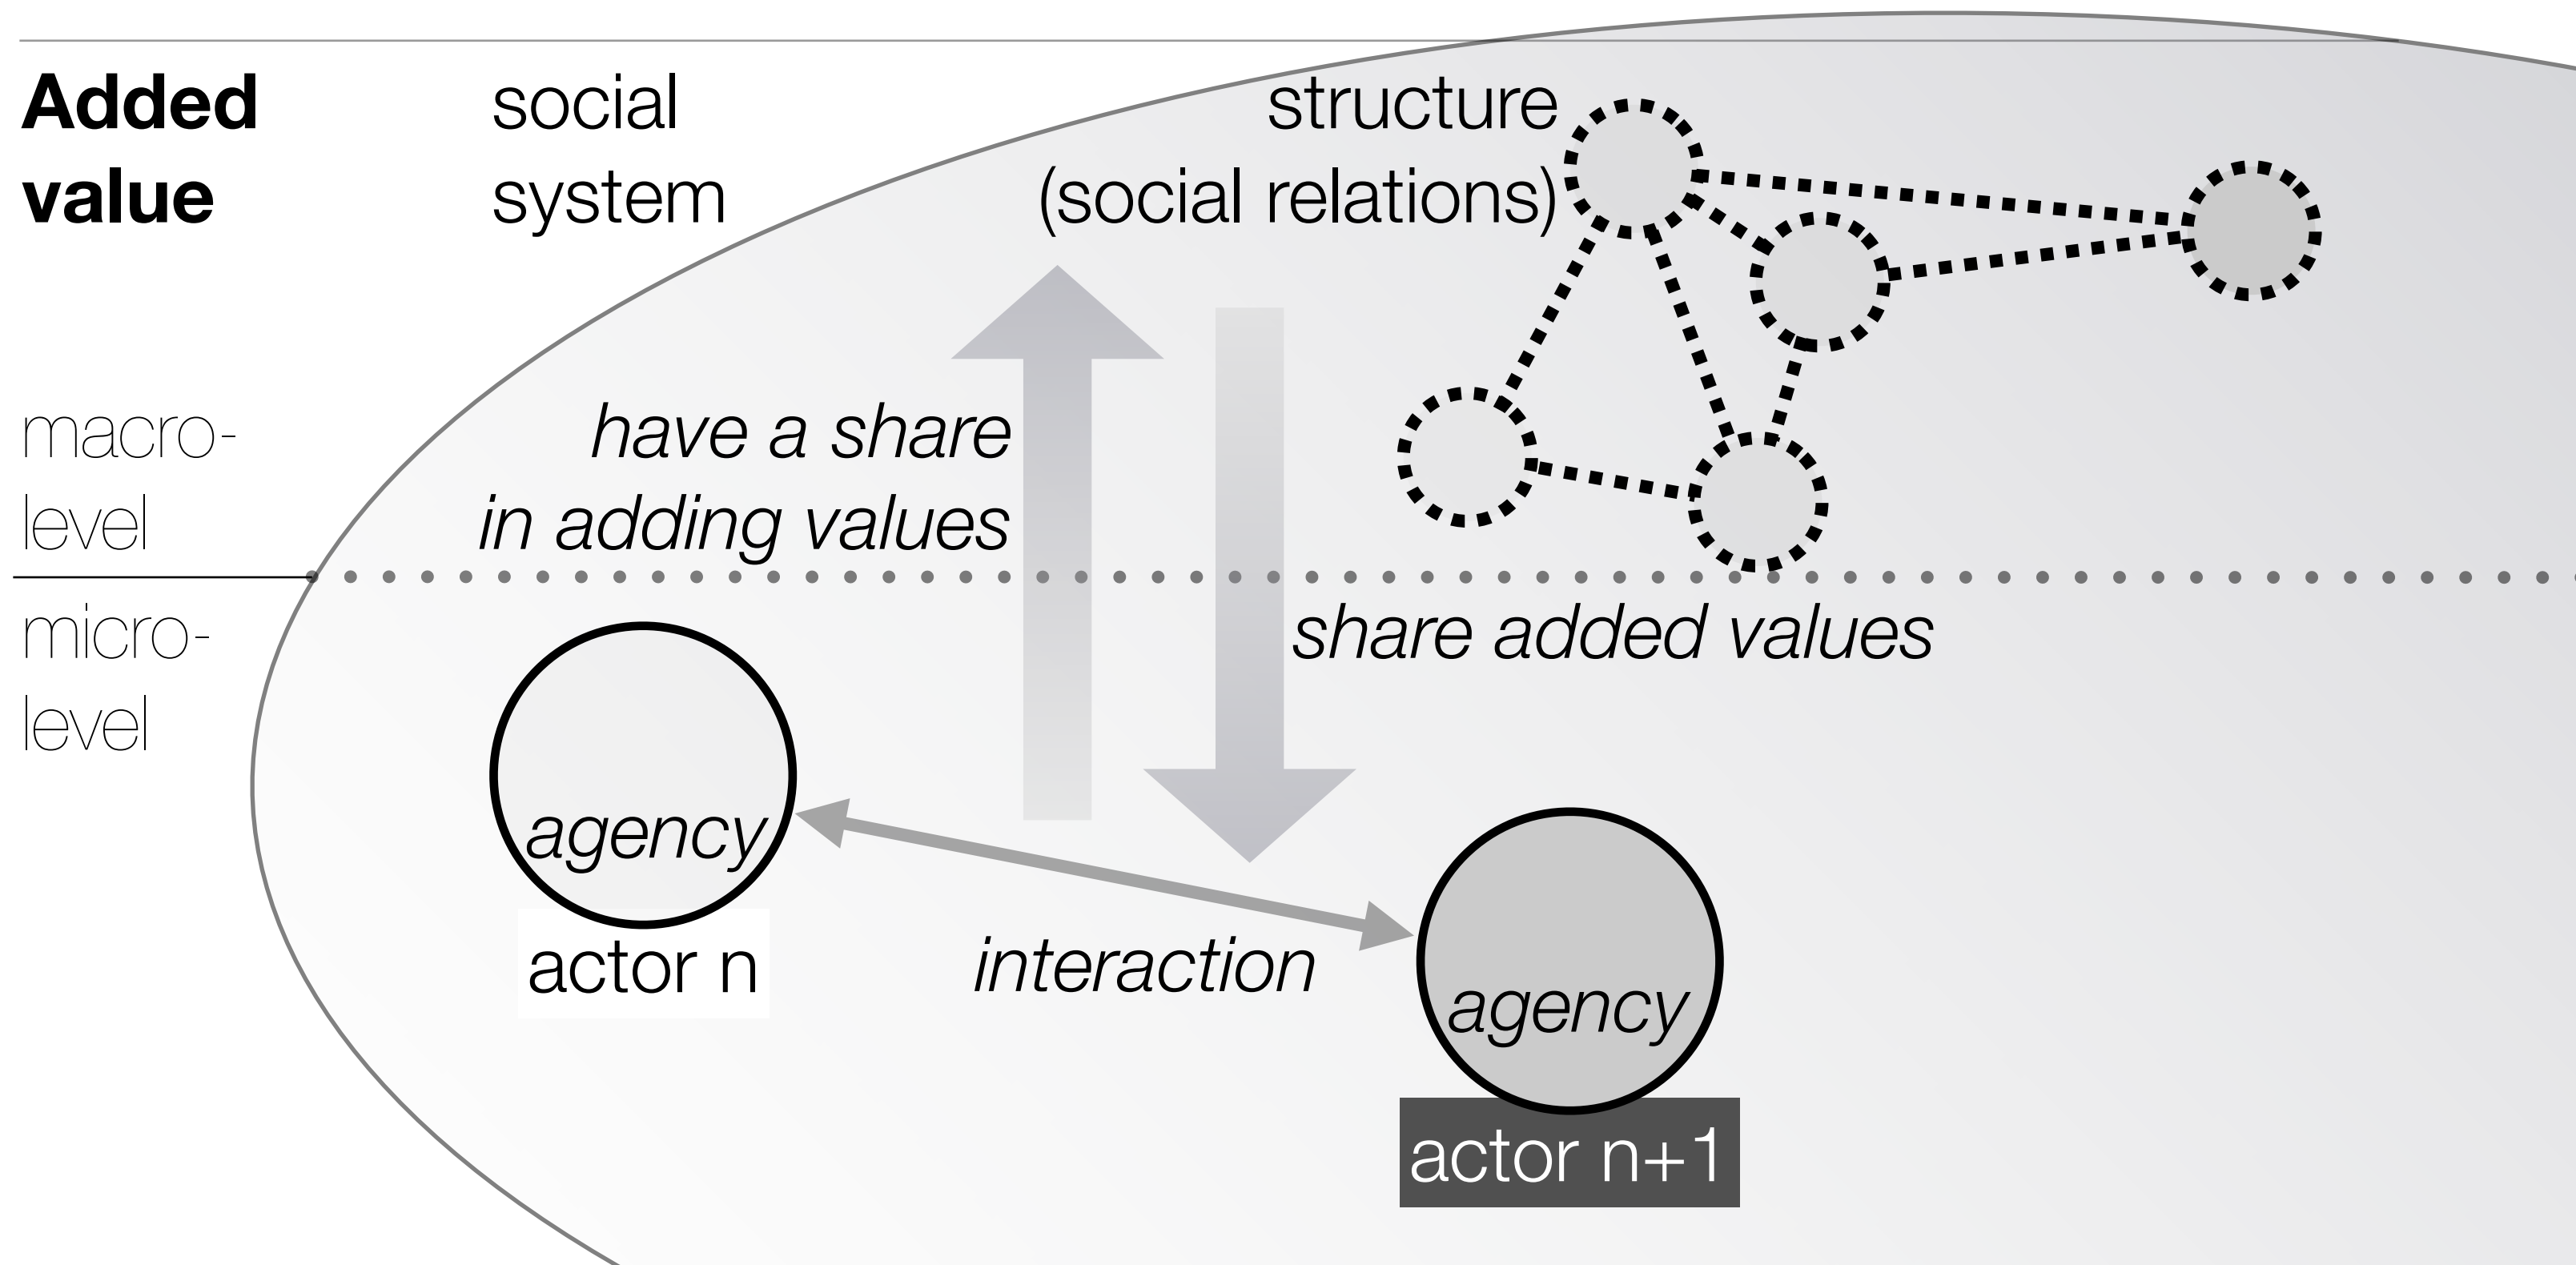 Added
value
social
system
structure
(social relations)
macro-
level
have a share
in adding values
micro-
level
share added values
agency
actor n
interaction
agency
actor n+1